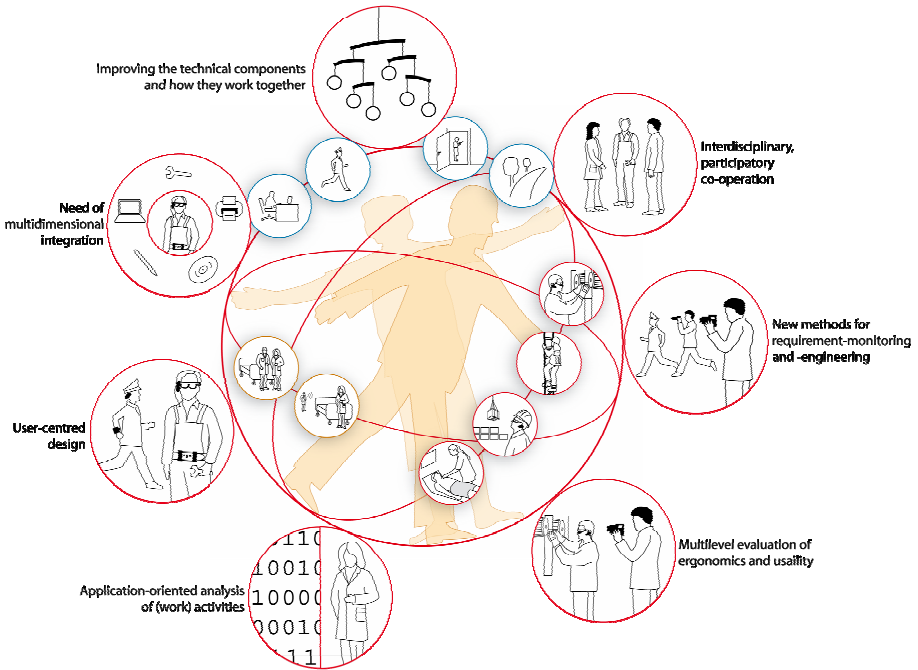 Improving the technical components
and how they work together
Interdisciplinary,
participatory
co-operation
Need of
multidimensional
integration
New methods for
requirement-monitoring
and -engineering
User-centred
design
Multilevel evaluation of
ergonomics and usaility
Application-oriented analysis
of (work) activities
0110
10010
10000
00010
111